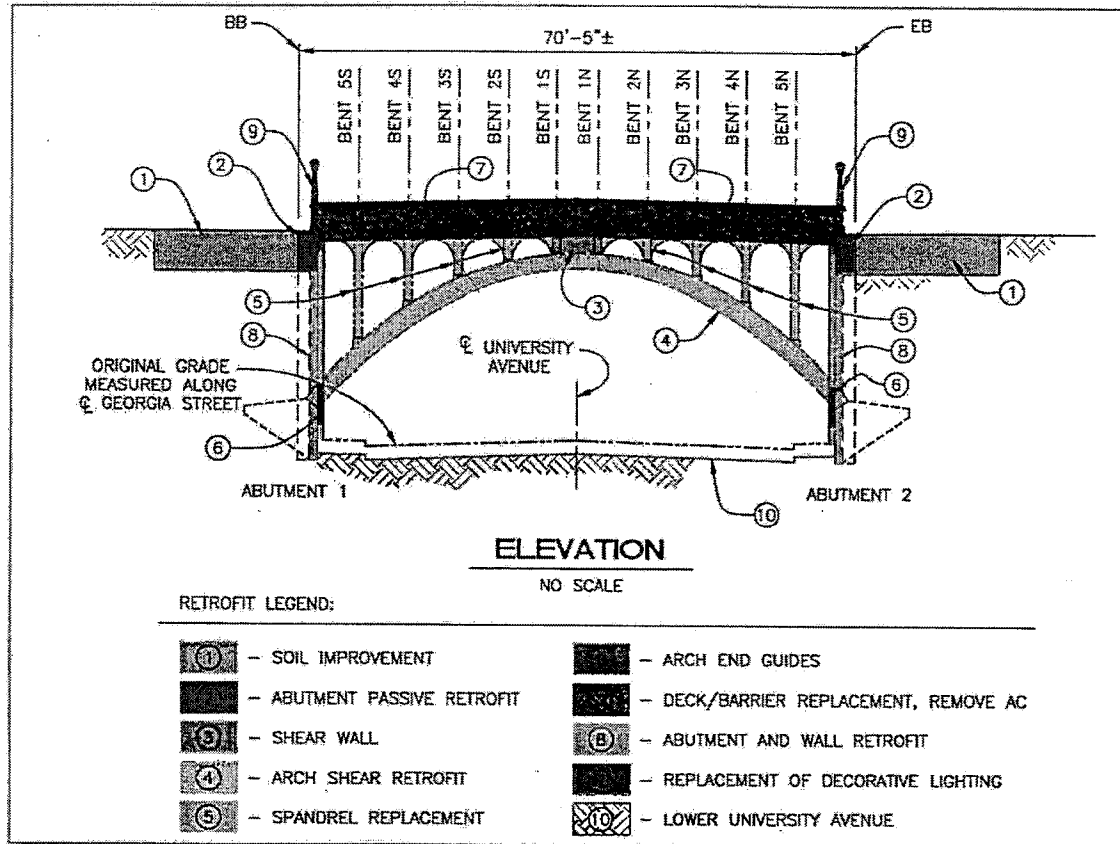 BB
70'-5"±
EB
BENT 5S
BENT 4S
BENT 3S
BENT 2S
BENT 1S
BENT 1N
BENT 2N
BENT 3N
BENT 4N
BENT 5N
9
9
1
2
7
7
2
5
3
4
5
1
8
8
℄ UNIVERSITY
AVENUE
ORIGINAL GRADE
MEASURED ALONG
℄ GEORGIA STREET
6
6
ABUTMENT 1
ABUTMENT 2
10
ELEVATION
NO SCALE
RETROFIT LEGEND:
1 - SOIL IMPROVEMENT
- ABUTMENT PASSIVE RETROFIT
3 - SHEAR WALL
4 - ARCH SHEAR RETROFIT
5 - SPANDREL REPLACEMENT
- ARCH END GUIDES
- DECK/BARRIER REPLACEMENT, REMOVE AC
8 - ABUTMENT AND WALL RETROFIT
- REPLACEMENT OF DECORATIVE LIGHTING
10 - LOWER UNIVERSITY AVENUE